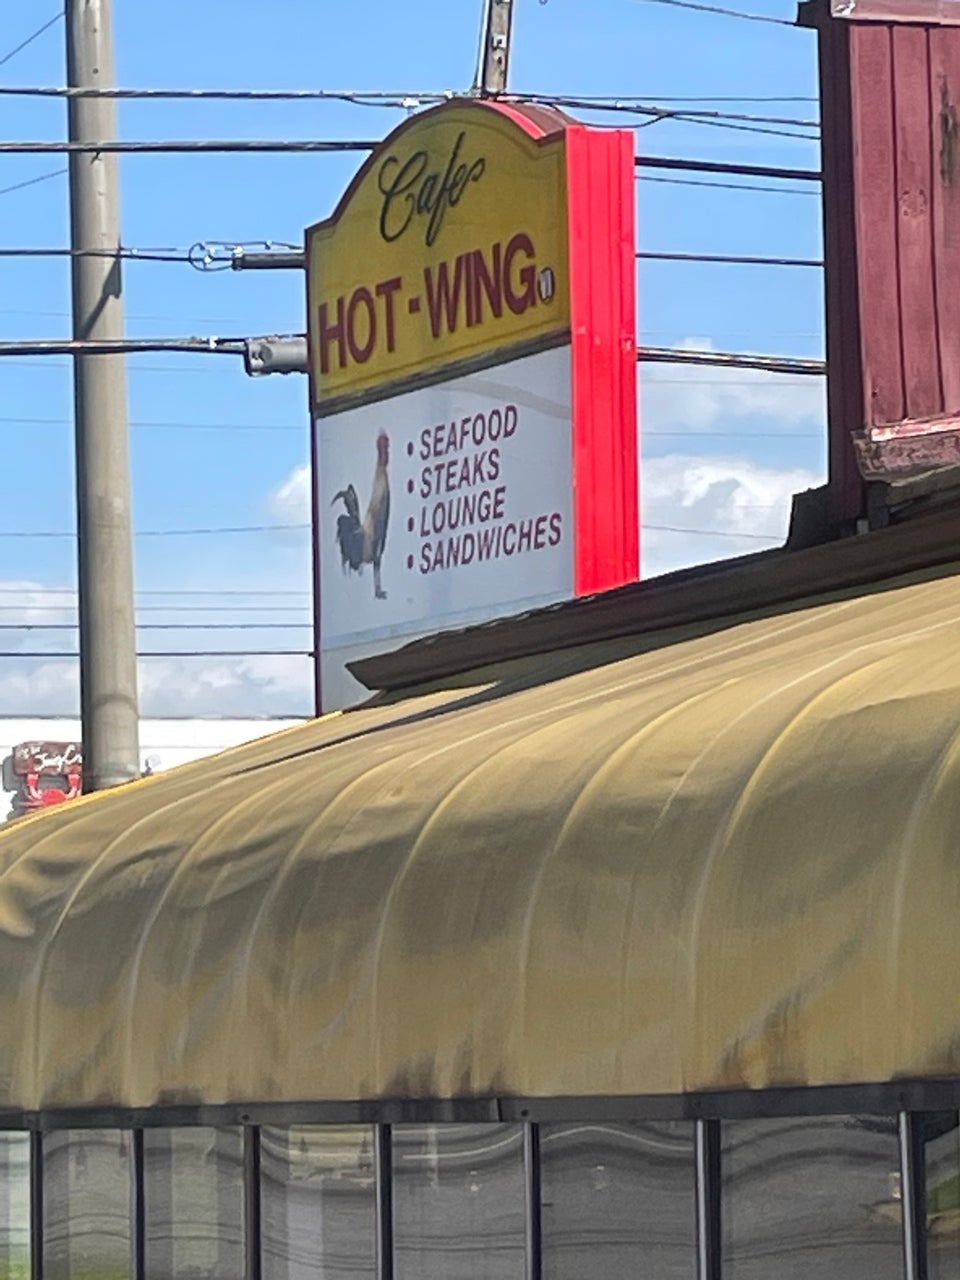 Cafe
HOT-WING
• SEAFOOD
• STEAKS
• LOUNGE
• SANDWICHES